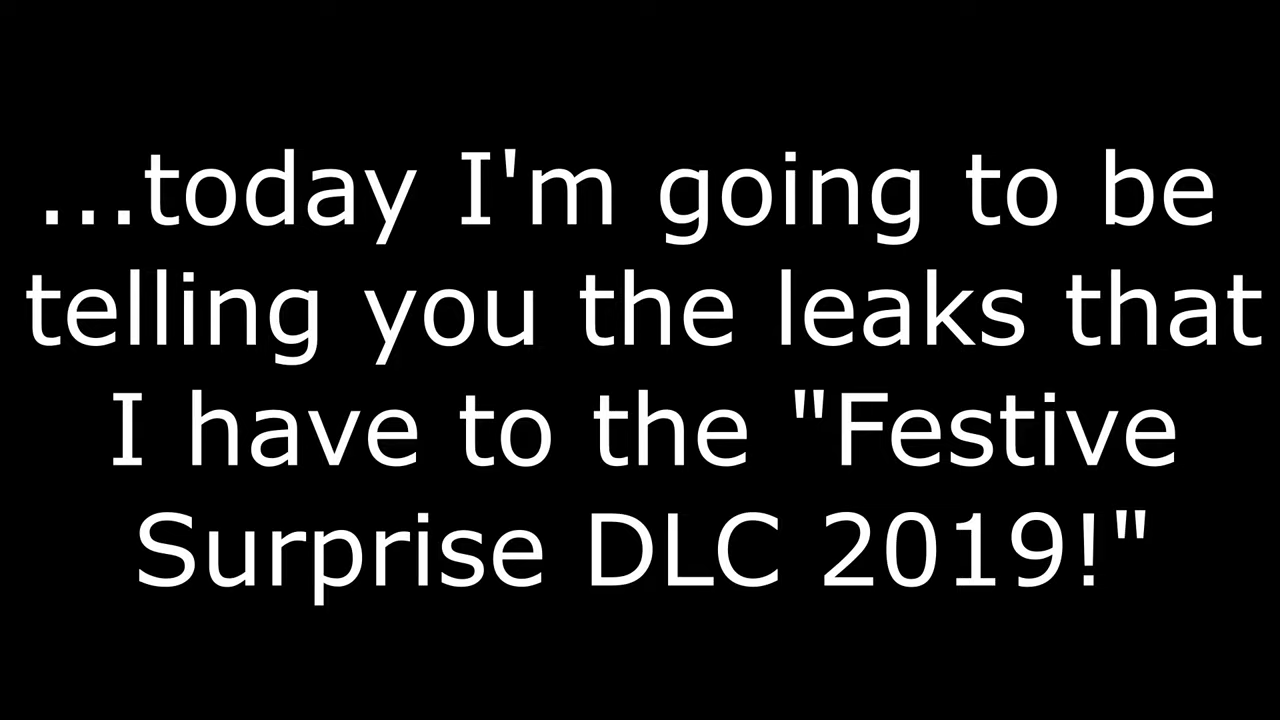 ...today I'm going to be
telling you the leaks that
I have to the "Festive
Surprise DLC 2019!"